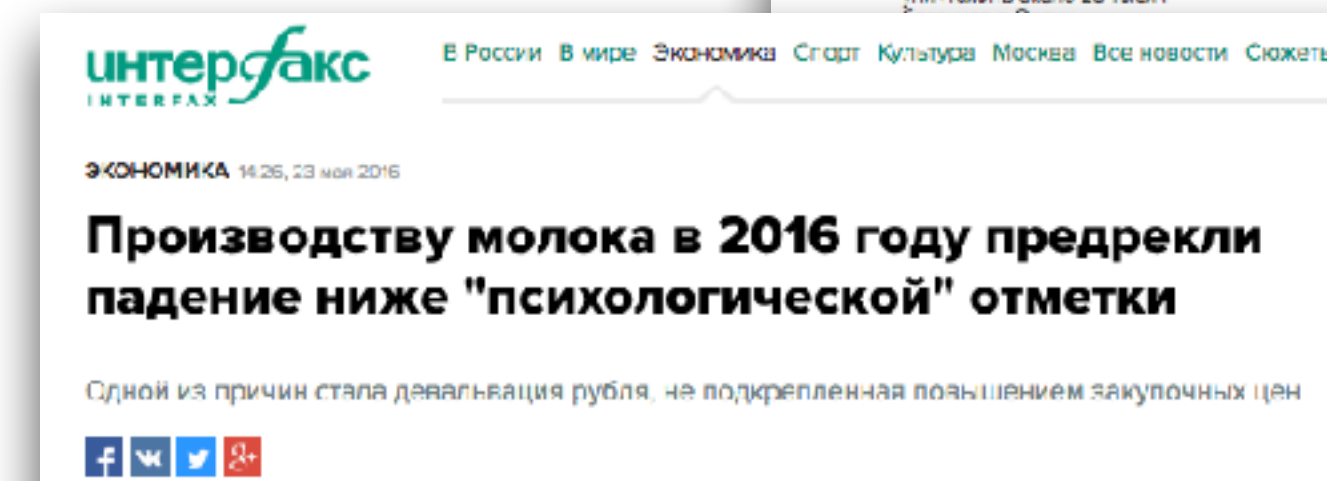 интерфакс
INTERFAX
В России В мире Экономика Спорт Культура Москва Все новости Сюжеты
ЭКОНОМИКА 14:26, 23 мая 2016
Производству молока в 2016 году предрекли
падение ниже "психологической" отметки
Одной из причин стала девальвация рубля, не подкрепленная повышением закупочных цен